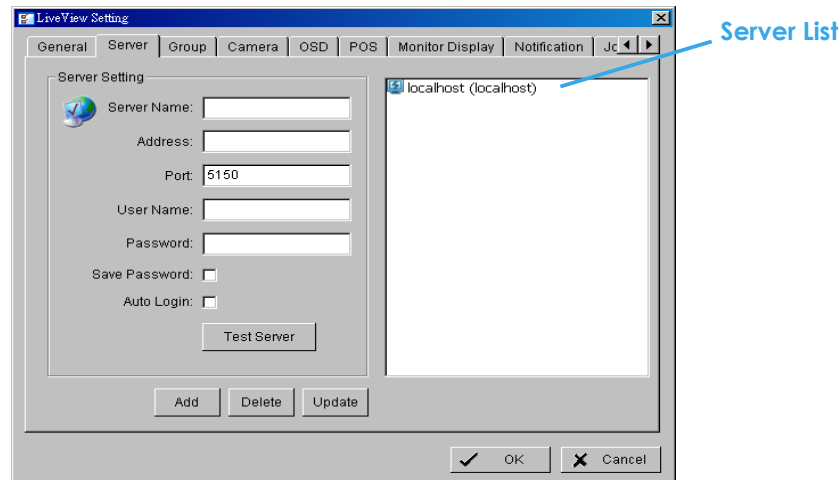 LiveView Setting
General Server Group Camera OSD POS Monitor Display Notification
Server List
Server Setting
localhost (localhost)
Server Name:
Address:
Port: 5150
User Name:
Password:
Save Password:
Auto Login:
Test Server
Add Delete Update
OK Cancel